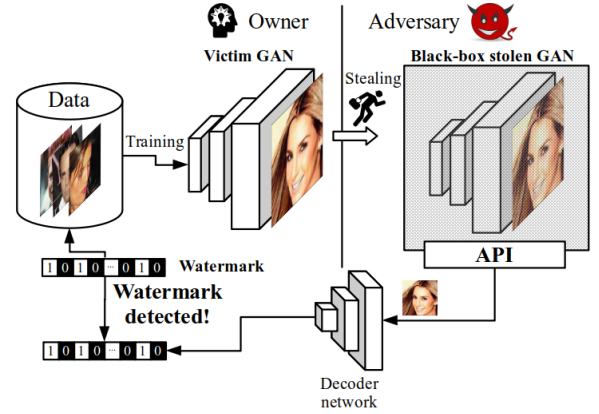 Owner
Adversary
Victim GAN
Black-box stolen GAN
Stealing
Data
Training
1 0 1 0 ... 0 1 0
Watermark
API
Watermark
detected!
1 0 1 0 ... 0 1 0
Decoder
network